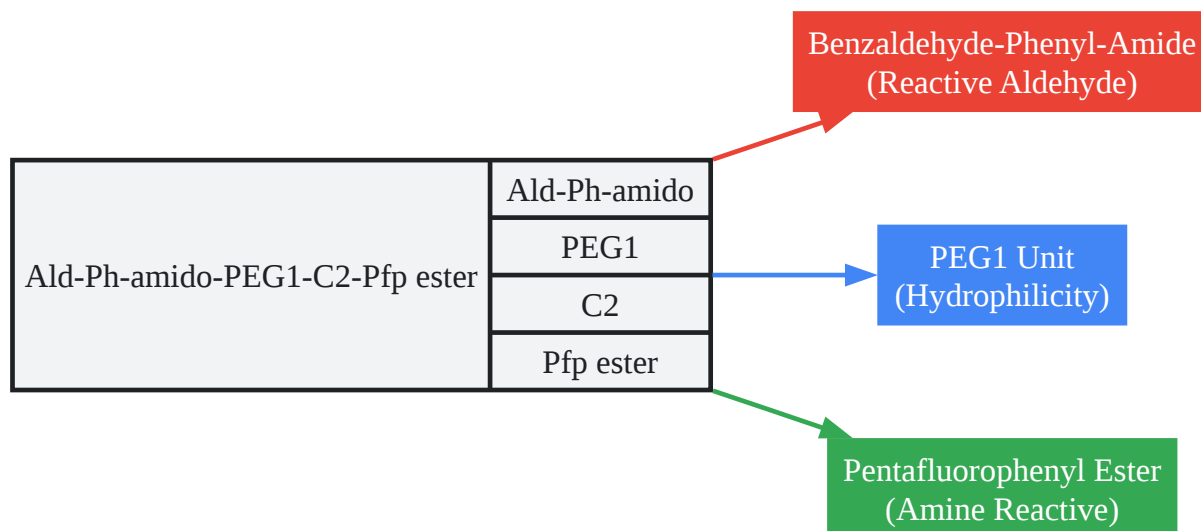 Benzaldehyde-Phenyl-Amide
(Reactive Aldehyde)
Ald-Ph-amido-PEG1-C2-Pfp ester
Ald-Ph-amido
PEG1
C2
Pfp ester
PEG1 Unit
(Hydrophilicity)
Pentafluorophenyl Ester
(Amine Reactive)